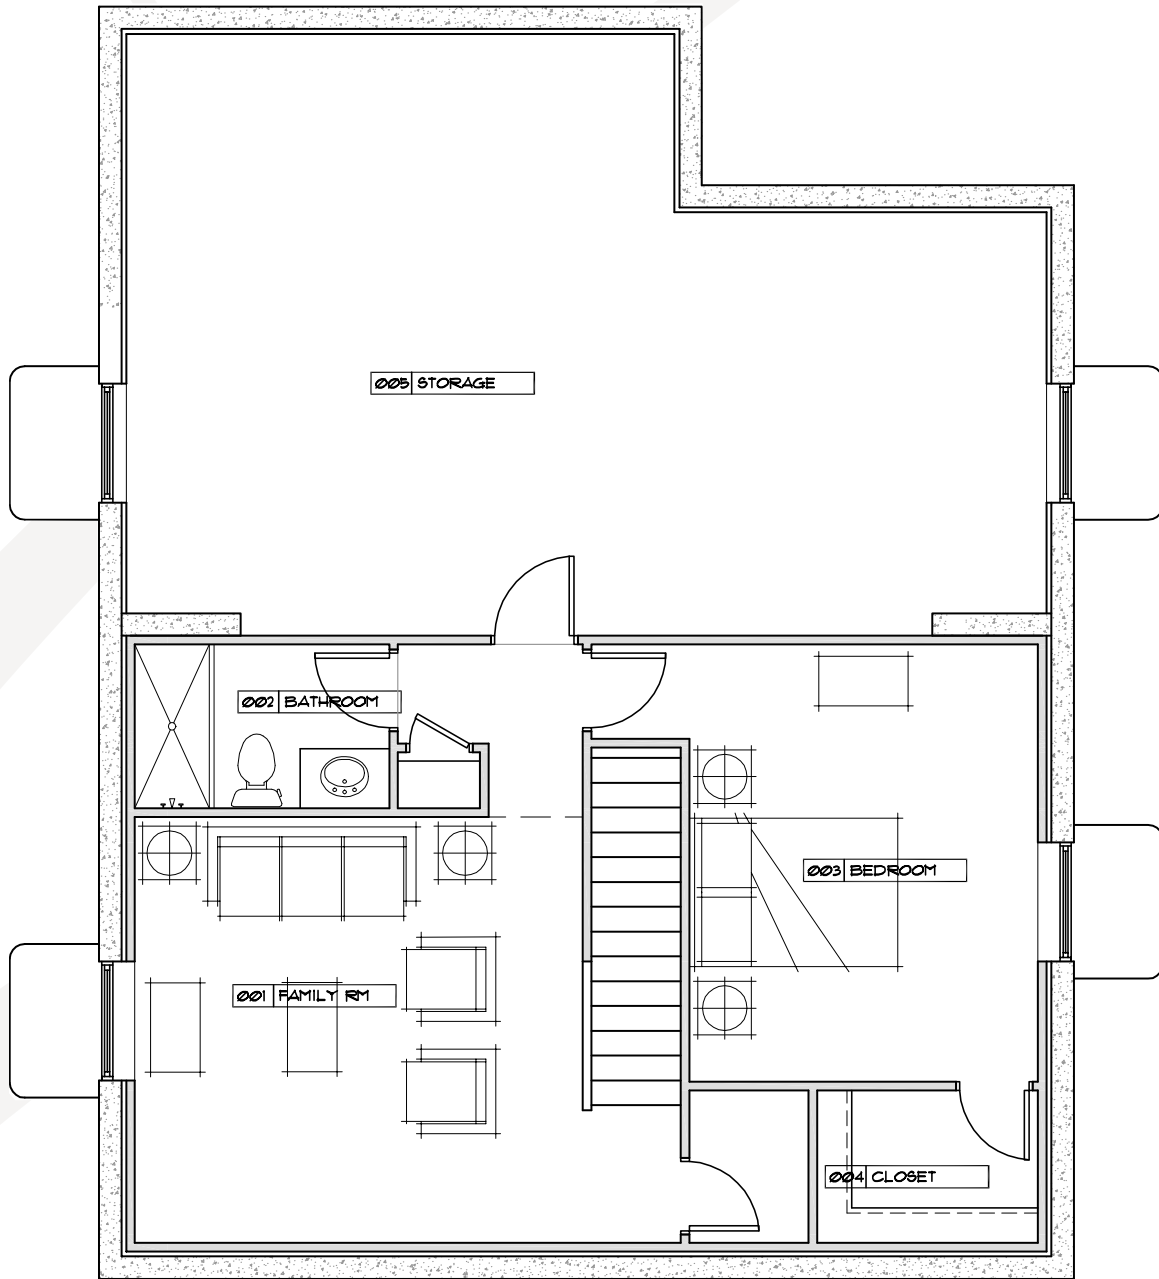 005 STORAGE
002 BATHROOM
003 BEDROOM
001 FAMILY RM
004 CLOSET